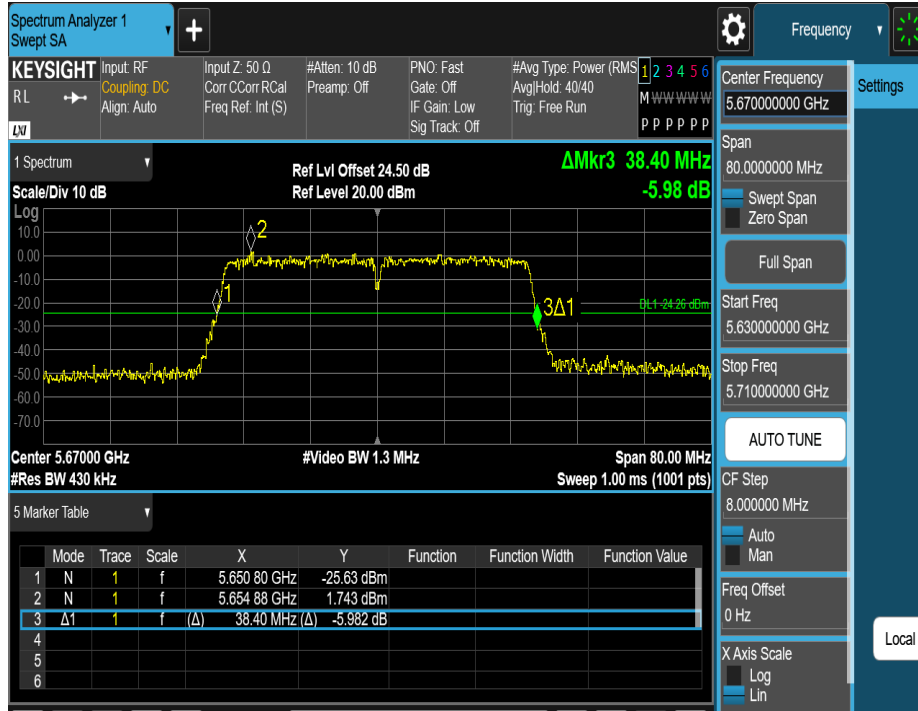 Spectrum Analyzer 1
Swept SA
+
Frequency
KEYSIGHT
RL
LXI
Input: RF
Coupling: DC
Align: Auto
Input Z: 50 Ω
Corr CCorr RCal
Freq Ref: Int (S)
#Atten: 10 dB
Preamp: Off
PNO: Fast
Gate: Off
IF Gain: Low
Sig Track: Off
#Avg Type: Power (RMS
Avg|Hold: 40/40
Trig: Free Run
1 2 3 4 5 6
M W W W W W
P P P P P P
1 Spectrum
Scale/Div 10 dB
Ref Lvl Offset 24.50 dB
Ref Level 20.00 dBm
ΔMkr3 38.40 MHz
-5.98 dB
Log
10.0
0.00
-10.0
-20.0
-30.0
-40.0
-50.0
-60.0
-70.0
2
1
3Δ1
DL1 -24.26 dBm
Center 5.67000 GHz
#Video BW 1.3 MHz
Span 80.00 MHz
#Res BW 430 kHz
Sweep 1.00 ms (1001 pts)
5 Marker Table
Mode Trace Scale X Y Function Function Width Function Value
1 N 1 f 5.650 80 GHz -25.63 dBm
2 N 1 f 5.654 88 GHz 1.743 dBm
3 Δ1 1 f (Δ) 38.40 MHz (Δ) -5.982 dB
4
5
6
Center Frequency
5.670000000 GHz
Settings
Span
80.0000000 MHz
Swept Span
Zero Span
Full Span
Start Freq
5.630000000 GHz
Stop Freq
5.710000000 GHz
AUTO TUNE
CF Step
8.000000 MHz
Auto
Man
Freq Offset
0 Hz
Local
X Axis Scale
Log
Lin